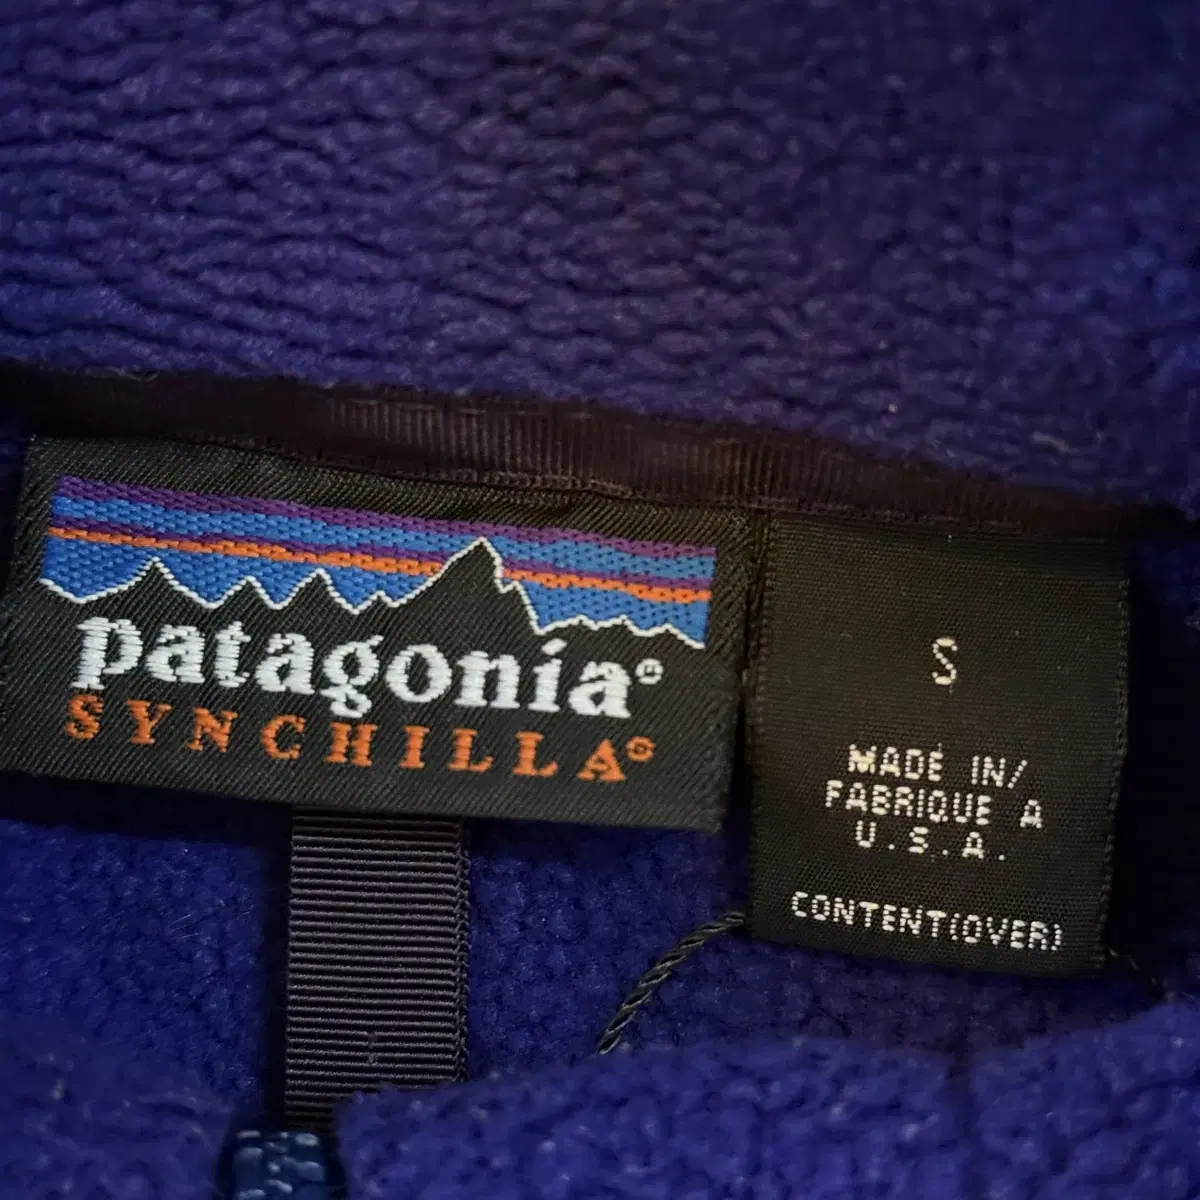 patagonia®
SYNCHILLA®
S
MADE IN/
FABRIQUE A
U.S.A.
CONTENT(OVER)